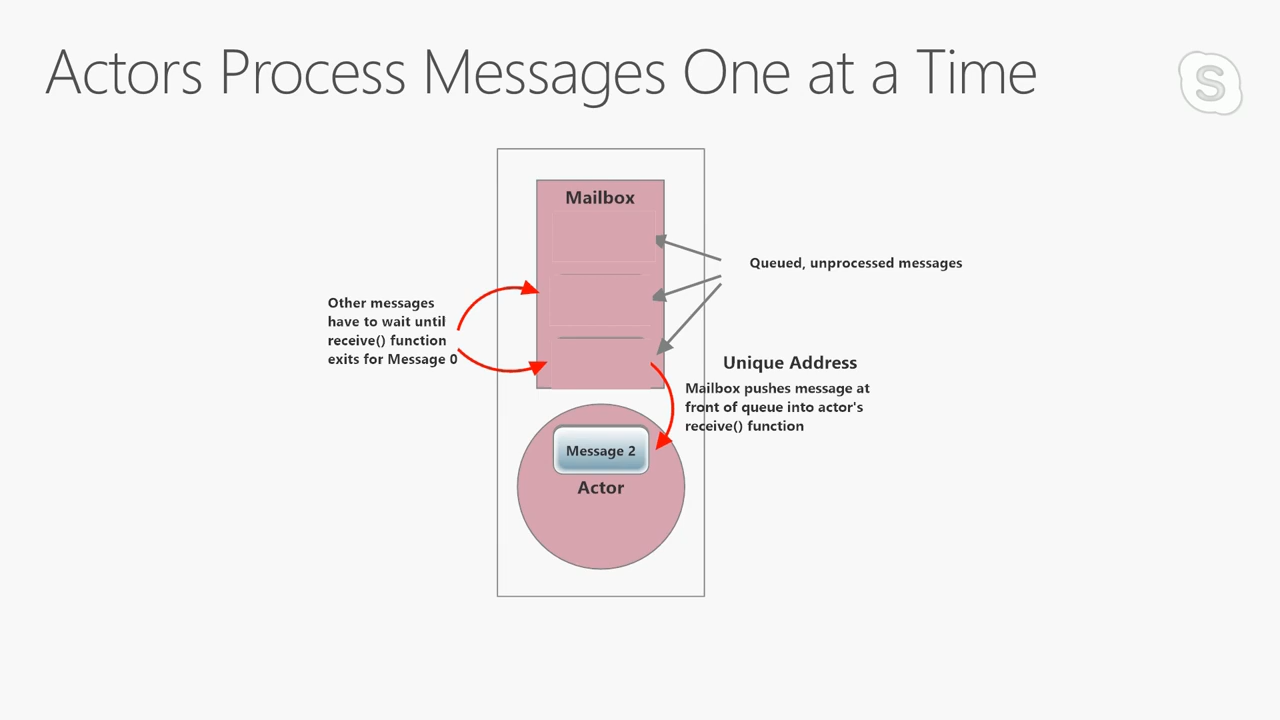 Actors Process Messages One at a Time
S
Mailbox
Queued, unprocessed messages
Other messages
have to wait until
receive() function
exits for Message 0
Unique Address
Mailbox pushes message at
front of queue into actor's
receive() function
Message 2
Actor